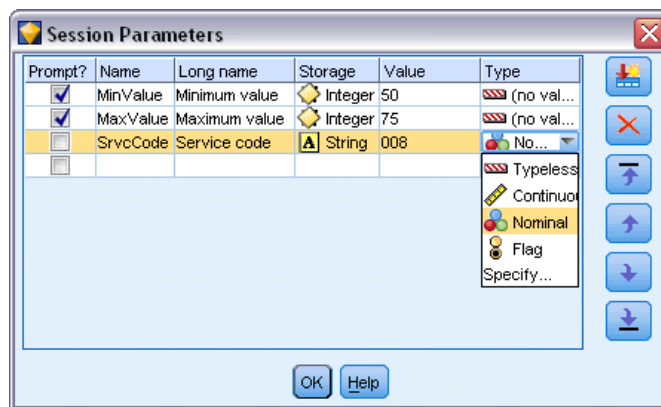 Session Parameters
Prompt? Name Long name Storage Value Type
MinValue Minimum value Integer 50 (no val...
MaxValue Maximum value Integer 75 (no val...
SrvcCode Service code A String 008 No...
Typeless
Continuou
Nominal
Flag
Specify...
OK Help